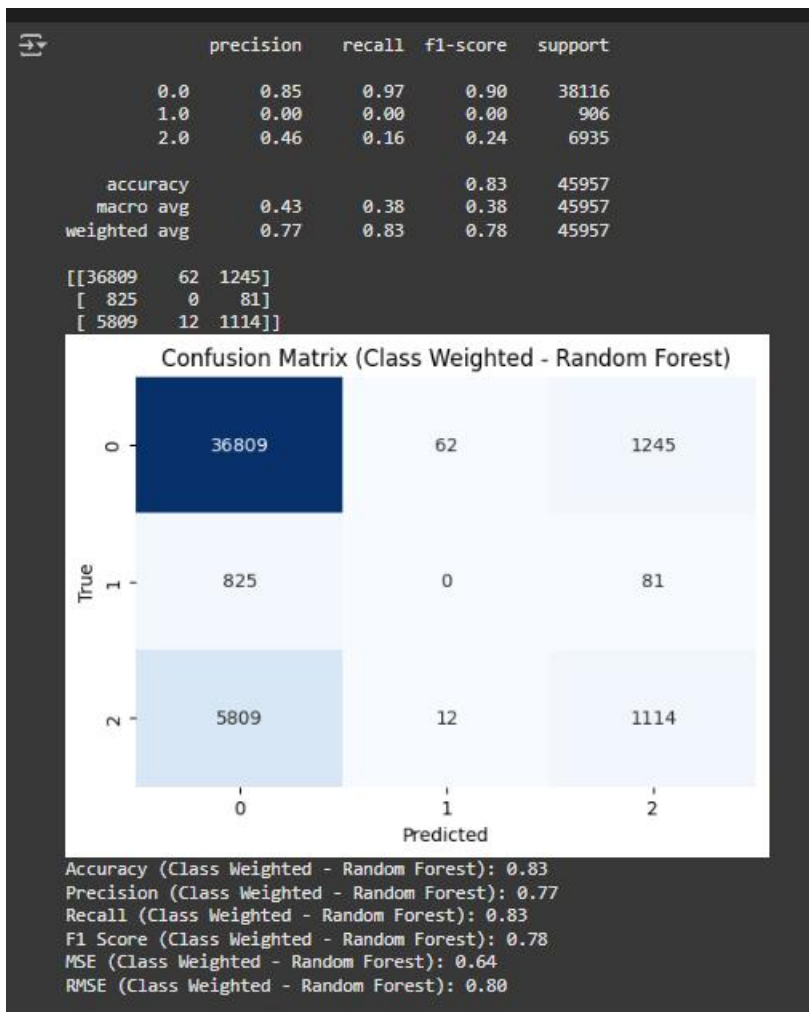 precision recall f1-score support
0.0 0.85 0.97 0.90 38116
1.0 0.00 0.00 0.00 906
2.0 0.46 0.16 0.24 6935
accuracy 0.83 45957
macro avg 0.43 0.38 0.38 45957
weighted avg 0.77 0.83 0.78 45957
[[36809 62 1245]
[ 825 0 81]
[ 5809 12 1114]]
Confusion Matrix (Class Weighted - Random Forest)
0 36809 62 1245
True
1 825 0 81
2 5809 12 1114
0 1 2
Predicted
Accuracy (Class Weighted - Random Forest): 0.83
Precision (Class Weighted - Random Forest): 0.77
Recall (Class Weighted - Random Forest): 0.83
F1 Score (Class Weighted - Random Forest): 0.78
MSE (Class Weighted - Random Forest): 0.64
RMSE (Class Weighted - Random Forest): 0.80